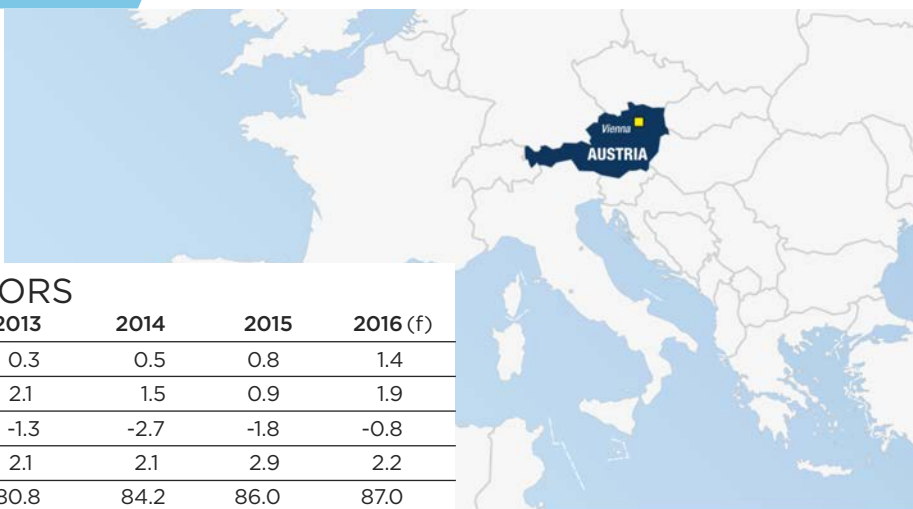 Vienna
AUSTRIA
ORS
2013 2014 2015 2016 (f)
0.3 0.5 0.8 1.4
2.1 1.5 0.9 1.9
-1.3 -2.7 -1.8 -0.8
2.1 2.1 2.9 2.2
80.8 84.2 86.0 87.0